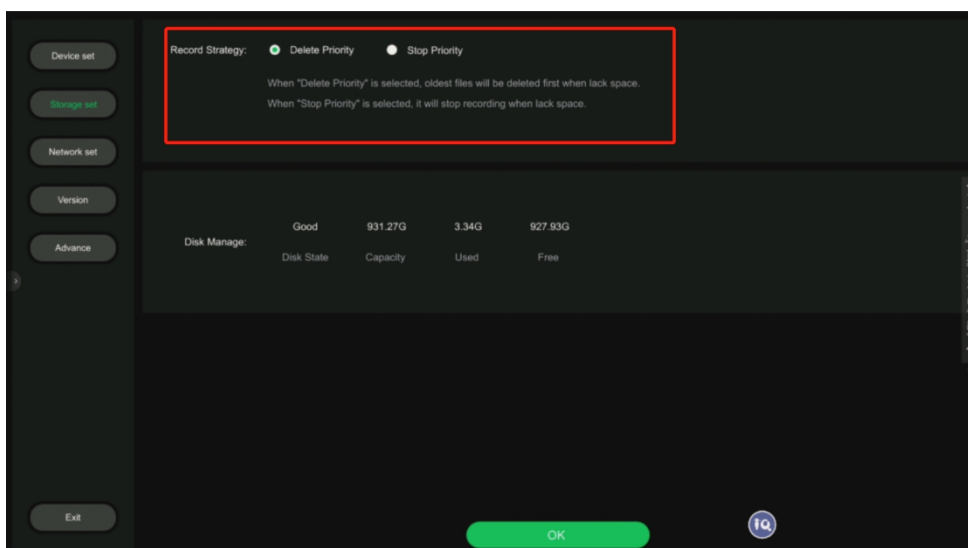 Device set
Storage set
Network set
Version
Advance
Exit
Record Strategy: Delete Priority Stop Priority
When "Delete Priority" is selected, oldest files will be deleted first when lack space.
When "Stop Priority" is selected, it will stop recording when lack space.
Disk Manage:
Good 931.27G 3.34G 927.93G
Disk State Capacity Used Free
OK
iQ